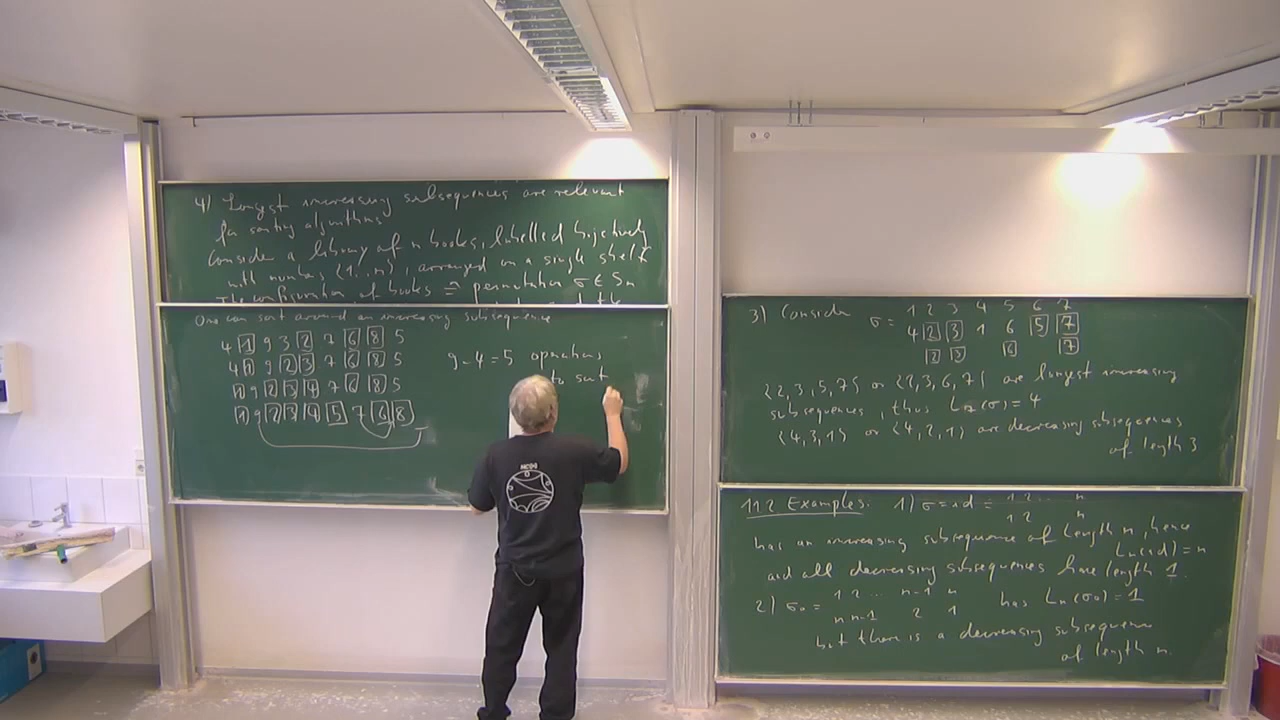 4) Longest increasing subsequences are relevant
for sorting algorithms
Consider a library of n books, labelled bijectively
with numbers {1..n}, arranged on a single shelf
The configuration of books ≙ permutation σ ∈ Sn
One can sort around an increasing subsequence
4 1 9 3 2 7 6 8 5
4 1 9 2 3 7 6 8 5
1 9 2 3 4 7 6 8 5
1 9 2 3 4 5 7 6 8
9-4=5 operations
to sort
3) Consider σ = 1 2 3 4 5 6 7
4 2 3 1 6 5 7
2 3 6 7
{2,3,5,7} or {2,3,6,7} are longest increasing
subsequences, thus Ln(σ)=4
{4,3,1} or {4,2,1} are decreasing subsequences
of length 3
11.2 Examples. 1) σ=id = 1 2 ... n
1 2 n
has an increasing subsequence of length n, hence
Ln(id)=n
and all decreasing subsequences have length 1.
2) σ0 = 1 2 ... n-1 n
n n-1 2 1
has Ln(σ0)=1
but there is a decreasing subsequence
of length n.